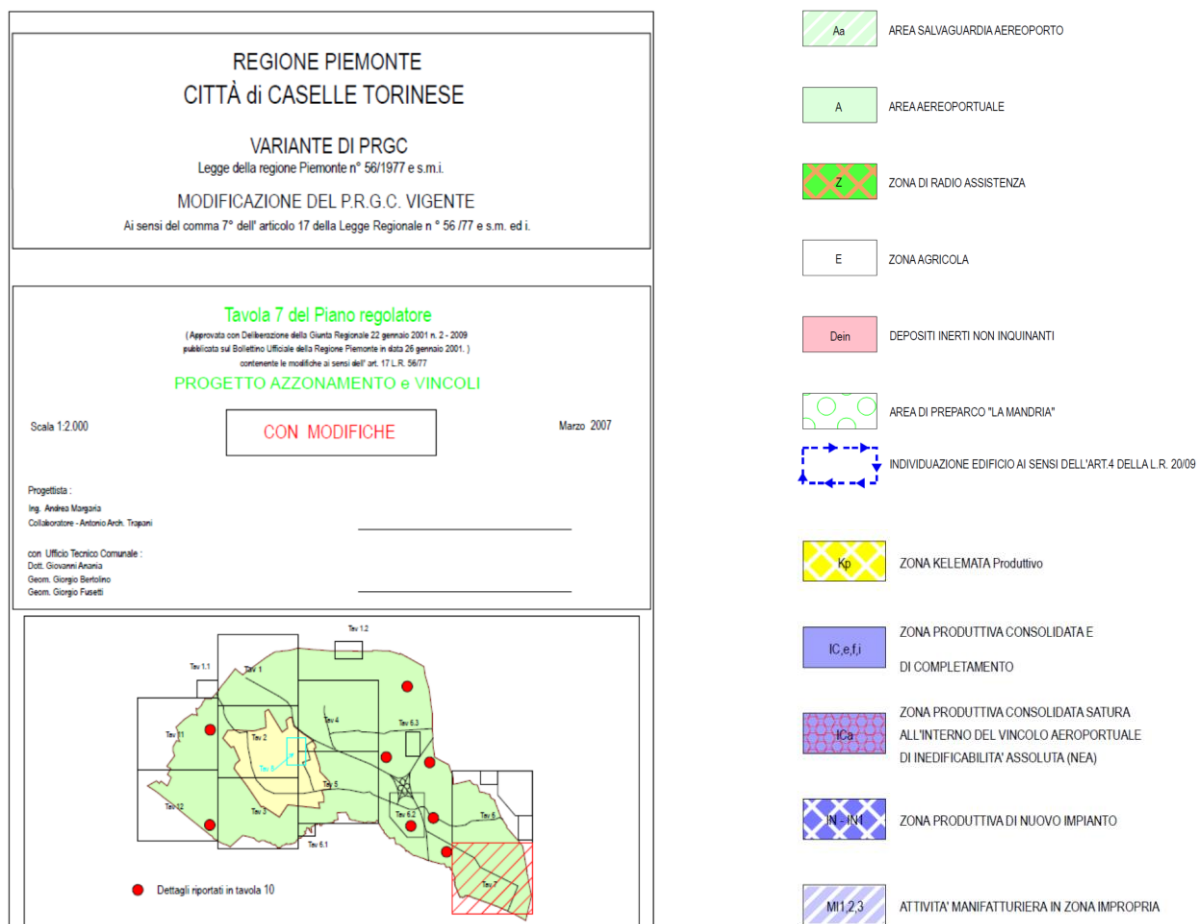 REGIONE PIEMONTE
CITTÀ di CASELLE TORINESE
VARIANTE DI PRGC
Legge della regione Piemonte n° 56/1977 e s.m.i.
MODIFICAZIONE DEL P.R.G.C. VIGENTE
Ai sensi del comma 7° dell' articolo 17 della Legge Regionale n ° 56 /77 e s.m. ed i.
Tavola 7 del Piano regolatore
( Approvata con Deliberazione della Giunta Regionale 22 gennaio 2001 n. 2 - 2009
pubblicata sul Bollettino Ufficiale della Regione Piemonte in data 26 gennaio 2001. )
contenente le modifiche ai sensi dell' art. 17 L.R. 56/77
PROGETTO AZZONAMENTO e VINCOLI
Scala 1:2.000
CON MODIFICHE
Marzo 2007
Progettista :
Ing. Andrea Margaria
Collaboratore - Antonio Arch. Trapani
con Ufficio Tecnico Comunale :
Dott. Giovanni Anania
Geom. Giorgio Bertolino
Geom. Giorgio Fusetti
Tav 1.2
Tav 1.1
Tav 1
Tav 11
Tav 2
Tav 4
Tav 6.3
Tav 5
Tav 12
Tav 3
Tav 6.2
Tav 6
Tav 6.1
Tav 7
Dettagli riportati in tavola 10
Aa AREA SALVAGUARDIA AEREOPORTO
A AREA AEREOPORTUALE
Z ZONA DI RADIO ASSISTENZA
E ZONA AGRICOLA
Dein DEPOSITI INERTI NON INQUINANTI
AREA DI PREPARCO "LA MANDRIA"
INDIVIDUAZIONE EDIFICIO AI SENSI DELL'ART.4 DELLA L.R. 20/09
Kp ZONA KELEMATA Produttivo
IC,e,f,i ZONA PRODUTTIVA CONSOLIDATA E
DI COMPLETAMENTO
ICa ZONA PRODUTTIVA CONSOLIDATA SATURA
ALL'INTERNO DEL VINCOLO AEROPORTUALE
DI INEDIFICABILITA' ASSOLUTA (NEA)
IN - IN1 ZONA PRODUTTIVA DI NUOVO IMPIANTO
MI1,2,3 ATTIVITA' MANIFATTURIERA IN ZONA IMPROPRIA